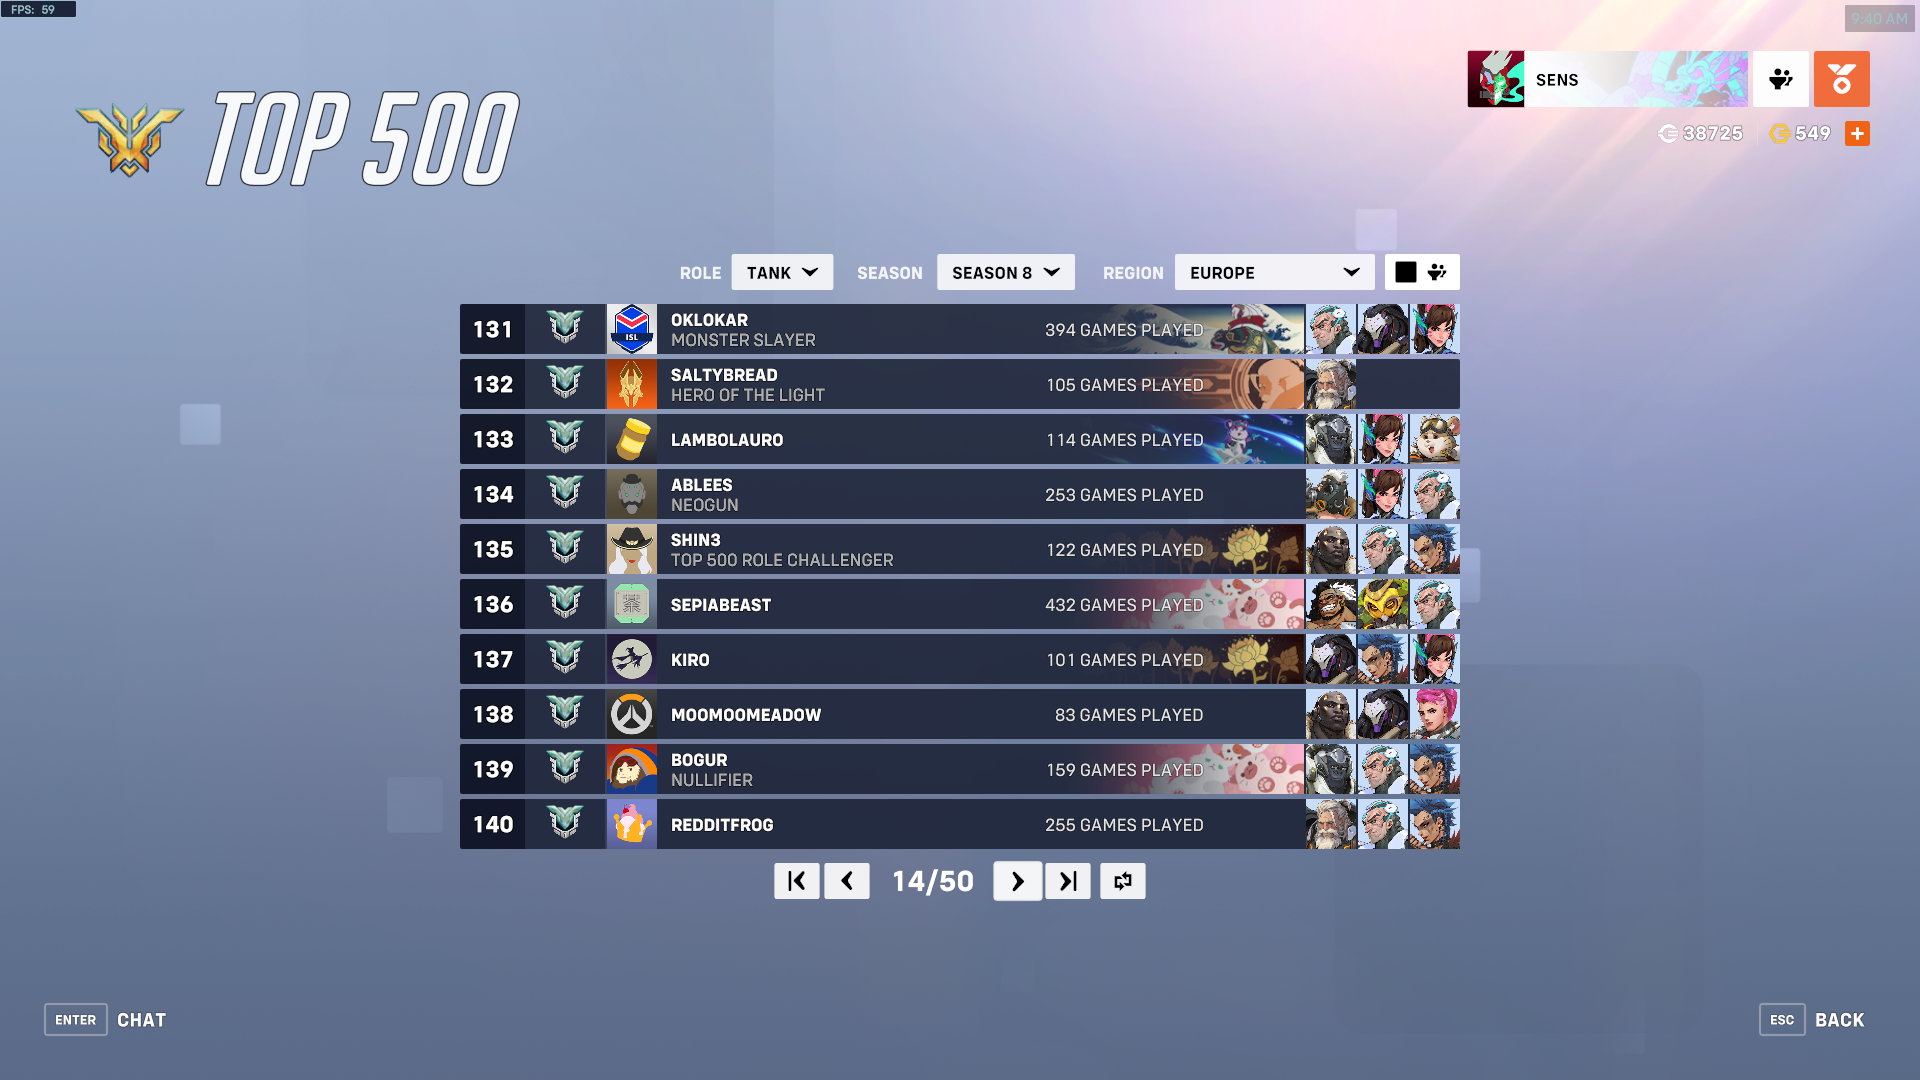 FPS: 59
9:40 AM
TOP 500
SENS
38725 549
ROLE TANK SEASON SEASON 8 REGION EUROPE
131 ISL OKLOKAR MONSTER SLAYER 394 GAMES PLAYED
132 SALTYBREAD HERO OF THE LIGHT 105 GAMES PLAYED
133 LAMBOLAURO 114 GAMES PLAYED
134 ABLEES NEOGUN 253 GAMES PLAYED
135 SHIN3 TOP 500 ROLE CHALLENGER 122 GAMES PLAYED
136 SEPIABEAST 432 GAMES PLAYED
137 KIRO 101 GAMES PLAYED
138 MOOMOOMEADOW 83 GAMES PLAYED
139 BOGUR NULLIFIER 159 GAMES PLAYED
140 REDDITFROG 255 GAMES PLAYED
14/50
ENTER CHAT
ESC BACK